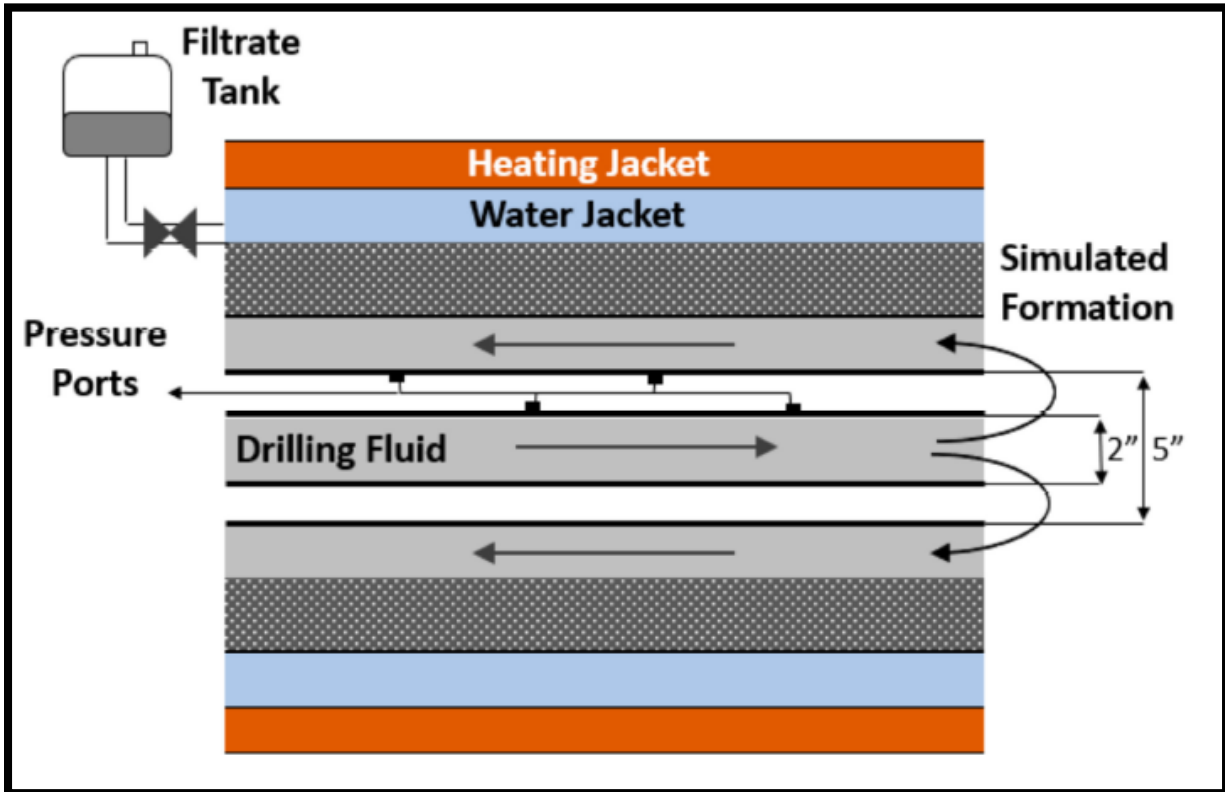 Filtrate
Tank
Heating Jacket
Water Jacket
Simulated
Formation
Pressure
Ports
Drilling Fluid
2” 5”